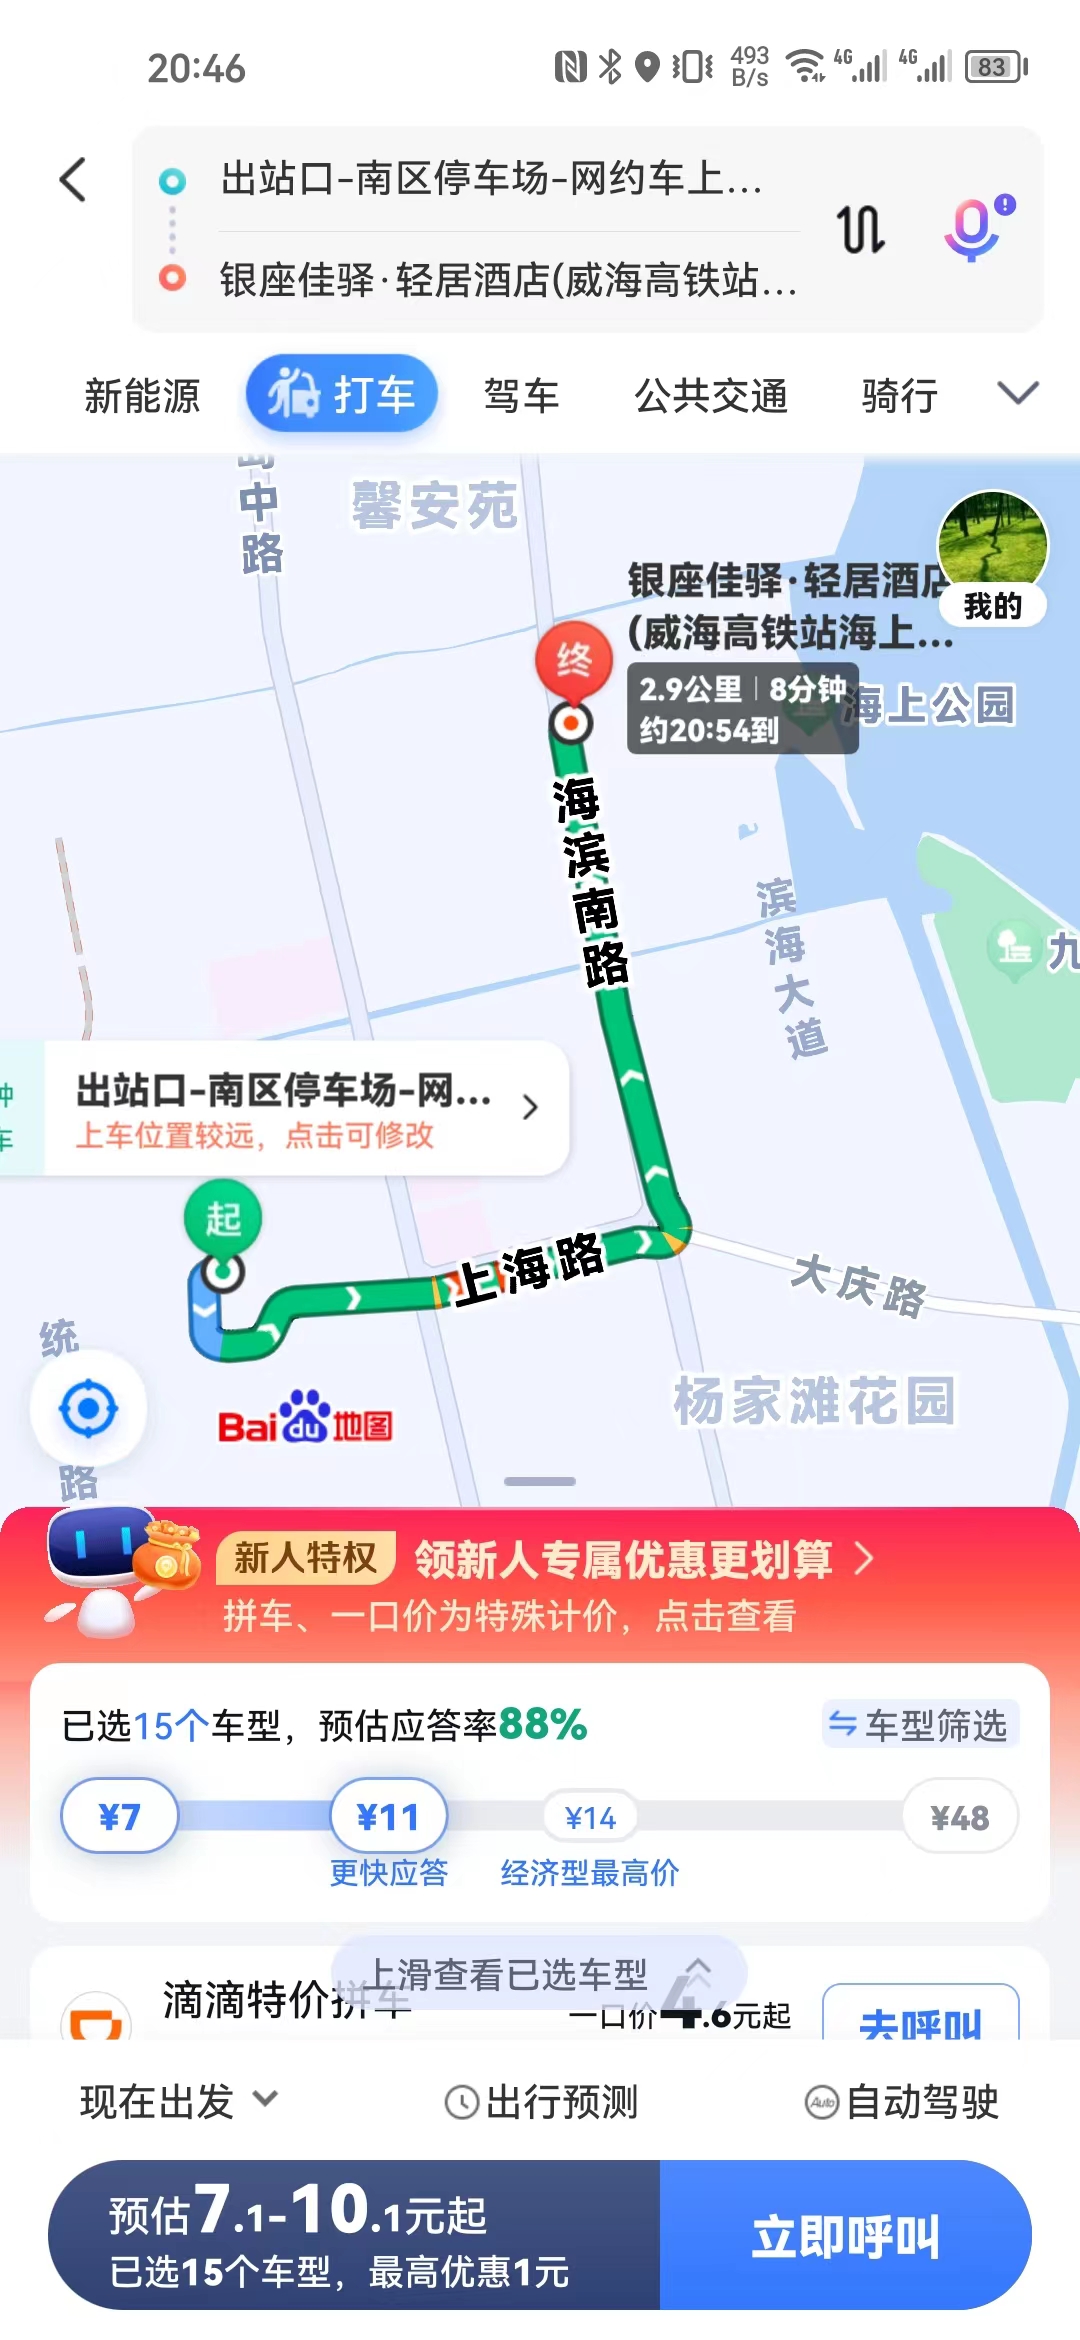 20:46
493 B/s
4G
4G
83
出站口-南区停车场-网约车上...
银座佳驿·轻居酒店(威海高铁站...
新能源
打车
驾车
公共交通
骑行
中路
馨安苑
我的
银座佳驿·轻居酒店
(威海高铁站海上...
终
2.9公里|8分钟
约20:54到
海上公园
海滨南路
滨海大道
九
钟
车
出站口-南区停车场-网...
上车位置较远，点击可修改
起
上海路
大庆路
统
路
杨家滩花园
Bai du 地图
新人特权
领新人专属优惠更划算
拼车、一口价为特殊计价，点击查看
已选15个车型，预估应答率88%
车型筛选
¥7
¥11
¥14
¥48
更快应答
经济型最高价
上滑查看已选车型
滴滴特价拼车
一口价4.6元起
去呼叫
现在出发
出行预测
Auto
自动驾驶
预估7.1-10.1元起
已选15个车型，最高优惠1元
立即呼叫